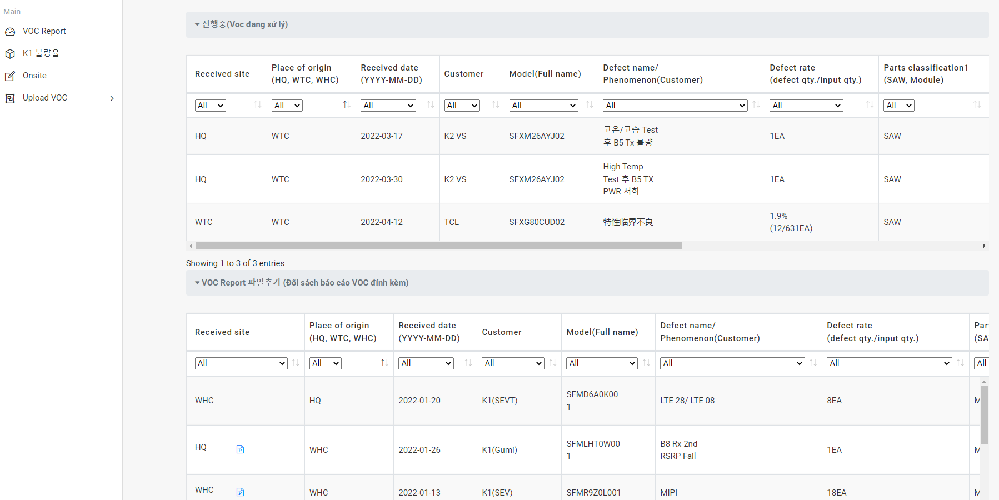 Main
VOC Report
K1 불량율
Onsite
Upload VOC
진행중(Voc đang xử lý)
Received site
Place of origin
(HQ, WTC, WHC)
Received date
(YYYY-MM-DD)
Customer
Model(Full name)
Defect name/
Phenomenon(Customer)
Defect rate
(defect qty./input qty.)
Parts classification1
(SAW, Module)
All All All All All All All All
HQ
WTC
2022-03-17
K2 VS
SFXM26AYJ02
고온/고습 Test
후 B5 Tx 불량
1EA
SAW
HQ
WTC
2022-03-30
K2 VS
SFXM26AYJ02
High Temp
Test 후 B5 TX
PWR 저하
1EA
SAW
WTC
WTC
2022-04-12
TCL
SFXG80CUD02
特性临界不良
1.9%
(12/631EA)
SAW
Showing 1 to 3 of 3 entries
VOC Report 파일추가 (Đối sách báo cáo VOC đính kèm)
Received site
Place of origin
(HQ, WTC, WHC)
Received date
(YYYY-MM-DD)
Customer
Model(Full name)
Defect name/
Phenomenon(Customer)
Defect rate
(defect qty./input qty.)
Par
(SA
All All All All All All All All
WHC
HQ
2022-01-20
K1(SEVT)
SFMD6A0K00
1
LTE 28/ LTE 08
8EA
M
HQ
WHC
2022-01-26
K1(Gumi)
SFMLHT0W00
1
B8 Rx 2nd
RSRP Fail
1EA
M
WHC
WHC
2022-01-13
K1(SEV)
SFMR9Z0L001
MIPI
18EA
M